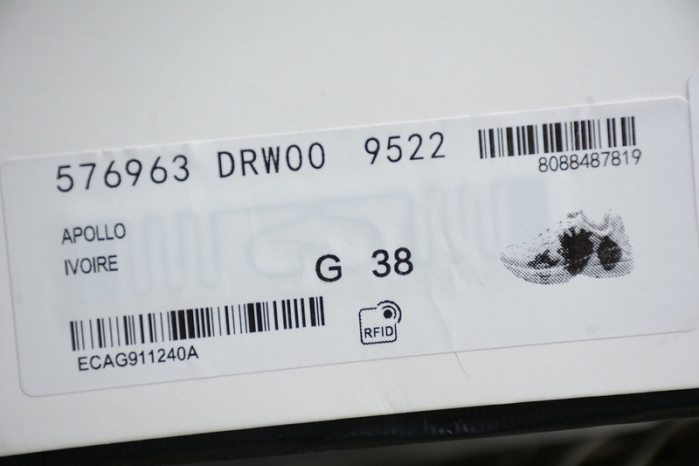 576963 DRW00 9522
8088487819
APOLLO
IVOIRE
G 38
RFID
ECAG911240A